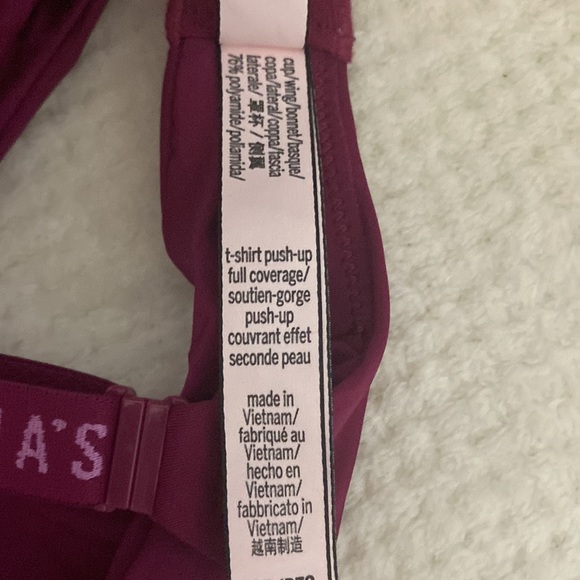 cup/wing/bonnet/basque/
copa/lateral/coppa/fascia
laterale/ 罩杯 / 侧翼
76% polyamide/poliamida/
t-shirt push-up
full coverage/
soutien-gorge
push-up
couvrant effet
seconde peau
made in
Vietnam/
fabriqué au
Vietnam/
hecho en
Vietnam/
fabbricato in
Vietnam/
越南制造
A'S